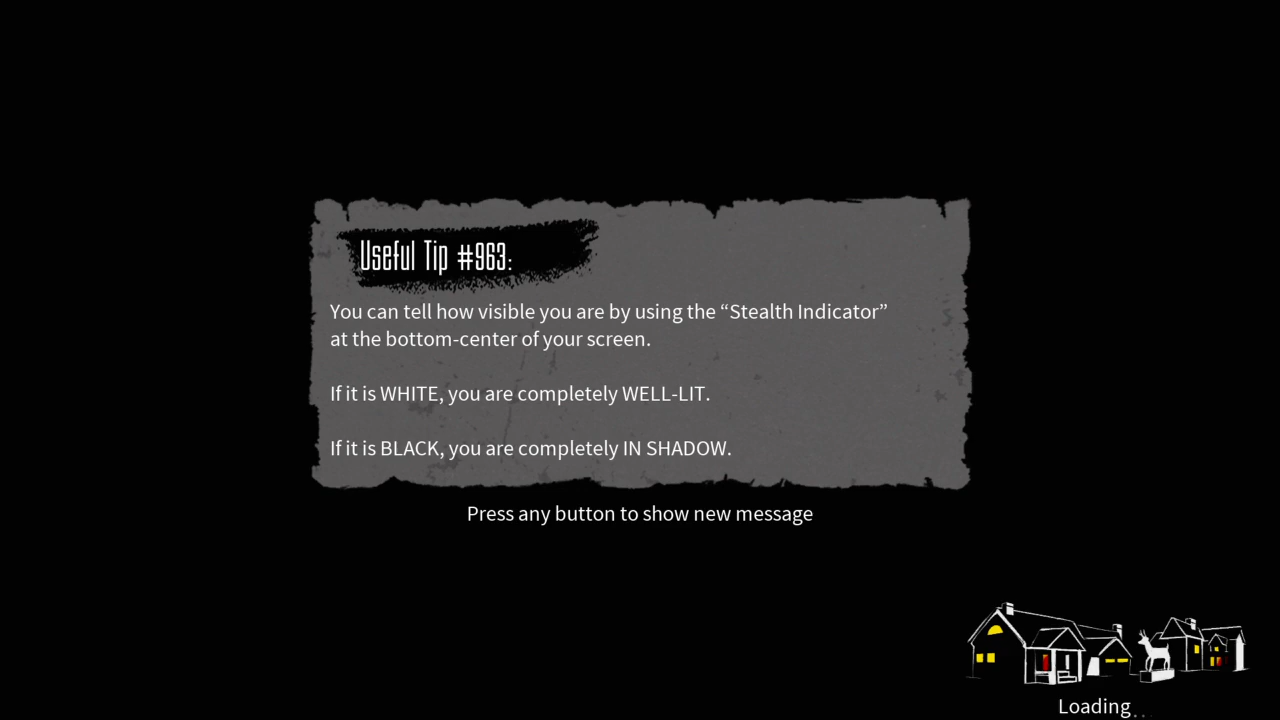 Useful Tip #963:
You can tell how visible you are by using the “Stealth Indicator”
at the bottom-center of your screen.
If it is WHITE, you are completely WELL-LIT.
If it is BLACK, you are completely IN SHADOW.
Press any button to show new message
Loading...